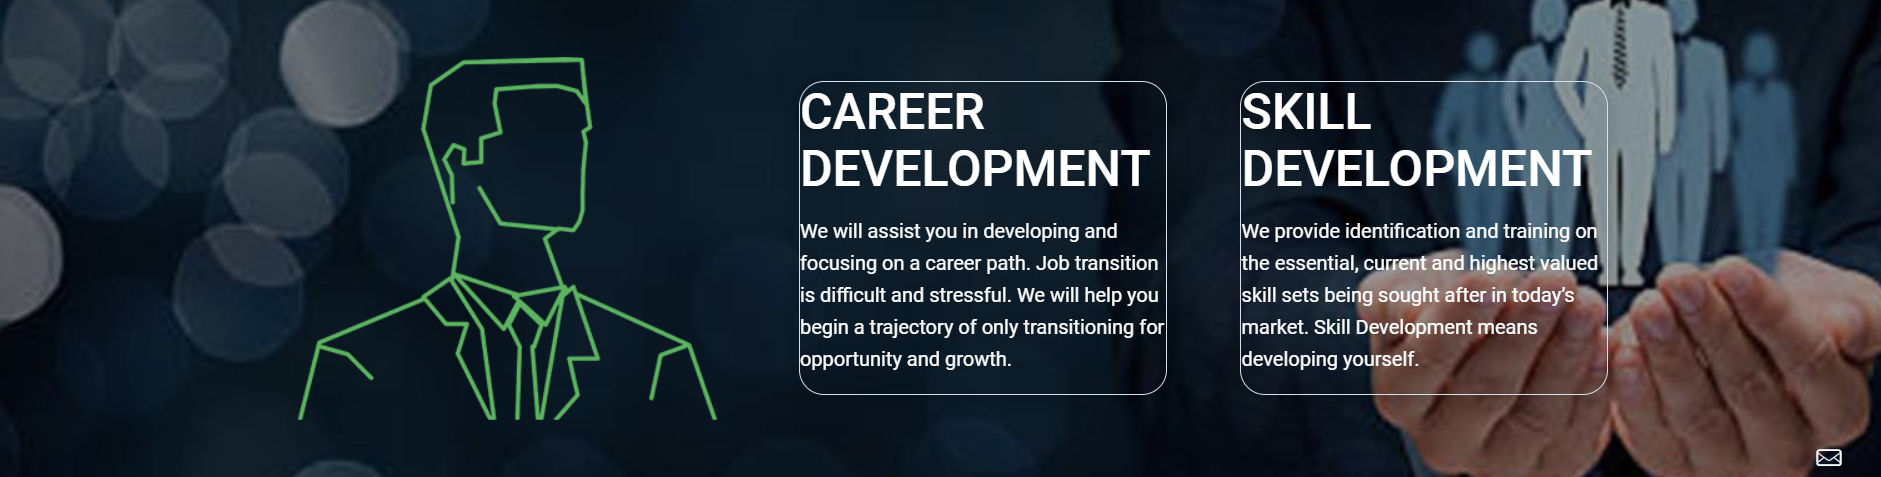 CAREER
DEVELOPMENT
We will assist you in developing and
focusing on a career path. Job transition
is difficult and stressful. We will help you
begin a trajectory of only transitioning for
opportunity and growth.
SKILL
DEVELOPMENT
We provide identification and training on
the essential, current and highest valued
skill sets being sought after in today's
market. Skill Development means
developing yourself.